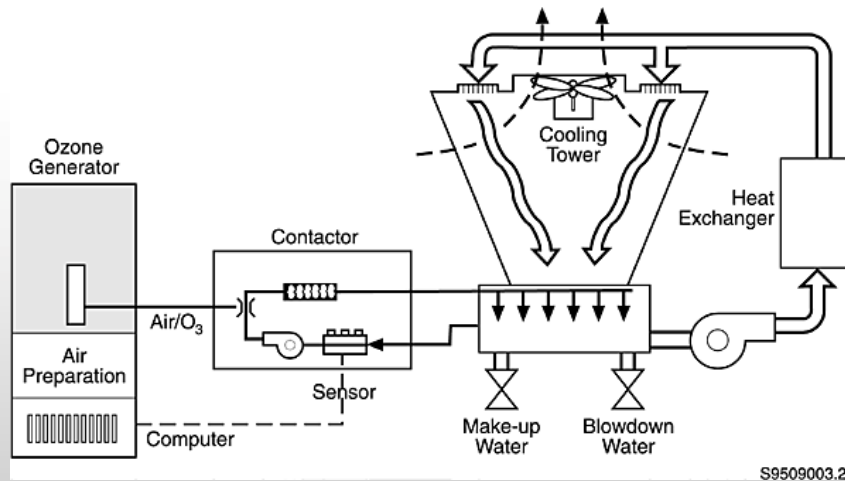 Ozone
Generator
Air
Preparation
Computer
Air/O₃
Contactor
Sensor
Cooling
Tower
Heat
Exchanger
Make-up
Water
Blowdown
Water
S9509003.2